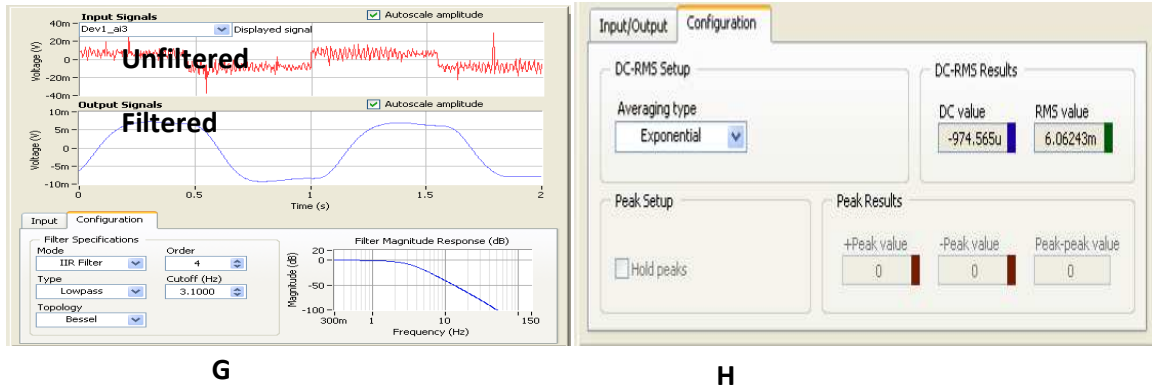 Input Signals
Autoscale amplitude
Dev1_ai3
Displayed signal
Unfiltered
Voltage (V)
40m
20m
0
-20m
-40m
Output Signals
Autoscale amplitude
Filtered
Voltage (V)
10m
5m
0
-5m
-10m
0 0.5 1 1.5 2
Time (s)
Input Configuration
Filter Specifications
Mode
IIR Filter
Order
4
Type
Lowpass
Cutoff (Hz)
3.1000
Topology
Bessel
Filter Magnitude Response (dB)
Magnitude (dB)
20
0
-50
-100
300m 1 10 150
Frequency (Hz)
G
Input/Output Configuration
DC-RMS Setup
Averaging type
Exponential
DC-RMS Results
DC value RMS value
-974.565u 6.06243m
Peak Setup
Hold peaks
Peak Results
+Peak value -Peak value Peak-peak value
0 0 0
H